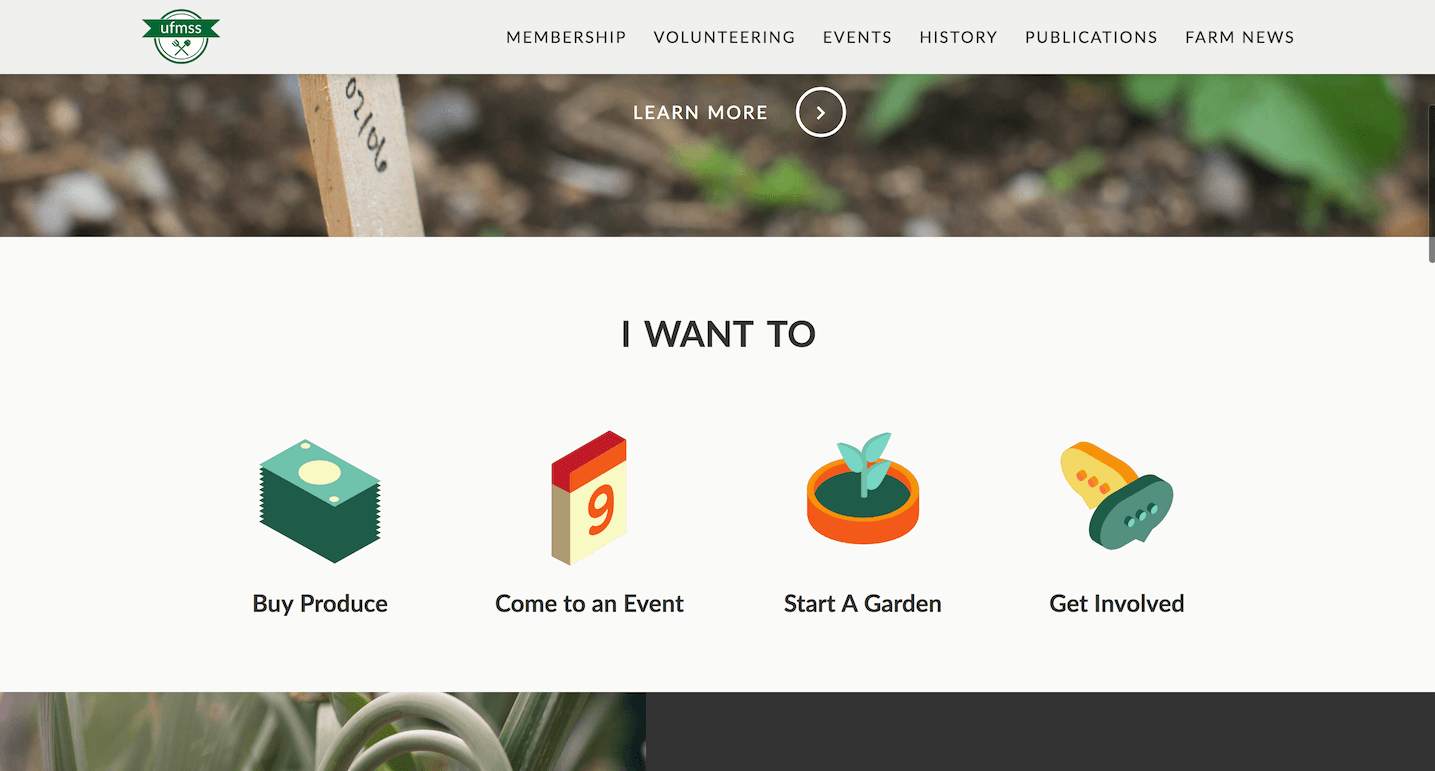 ufmss
MEMBERSHIP VOLUNTEERING EVENTS HISTORY PUBLICATIONS FARM NEWS
LEARN MORE
02/06
I WANT TO
9
Buy Produce Come to an Event Start A Garden Get Involved